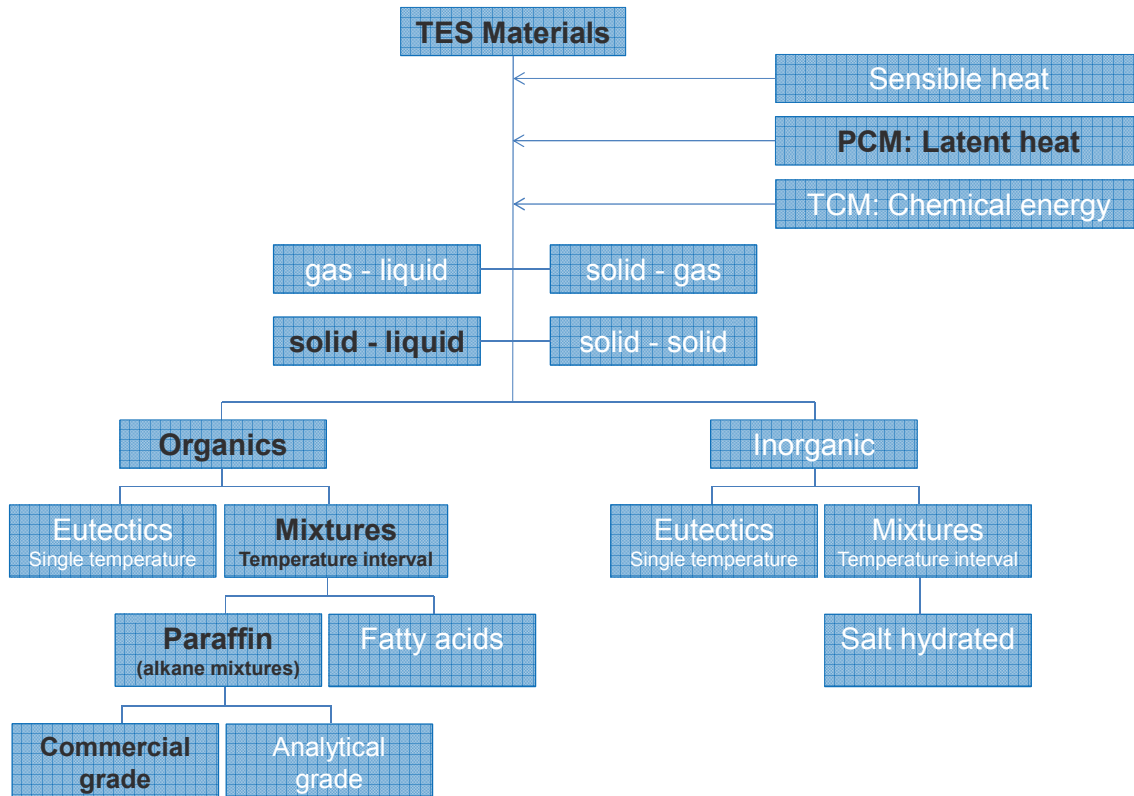 TES Materials
Sensible heat
PCM: Latent heat
TCM: Chemical energy
gas - liquid
solid - gas
solid - liquid
solid - solid
Organics
Inorganic
Eutectics
Single temperature
Mixtures
Temperature interval
Eutectics
Single temperature
Mixtures
Temperature interval
Paraffin
(alkane mixtures)
Fatty acids
Salt hydrated
Commercial
grade
Analytical
grade